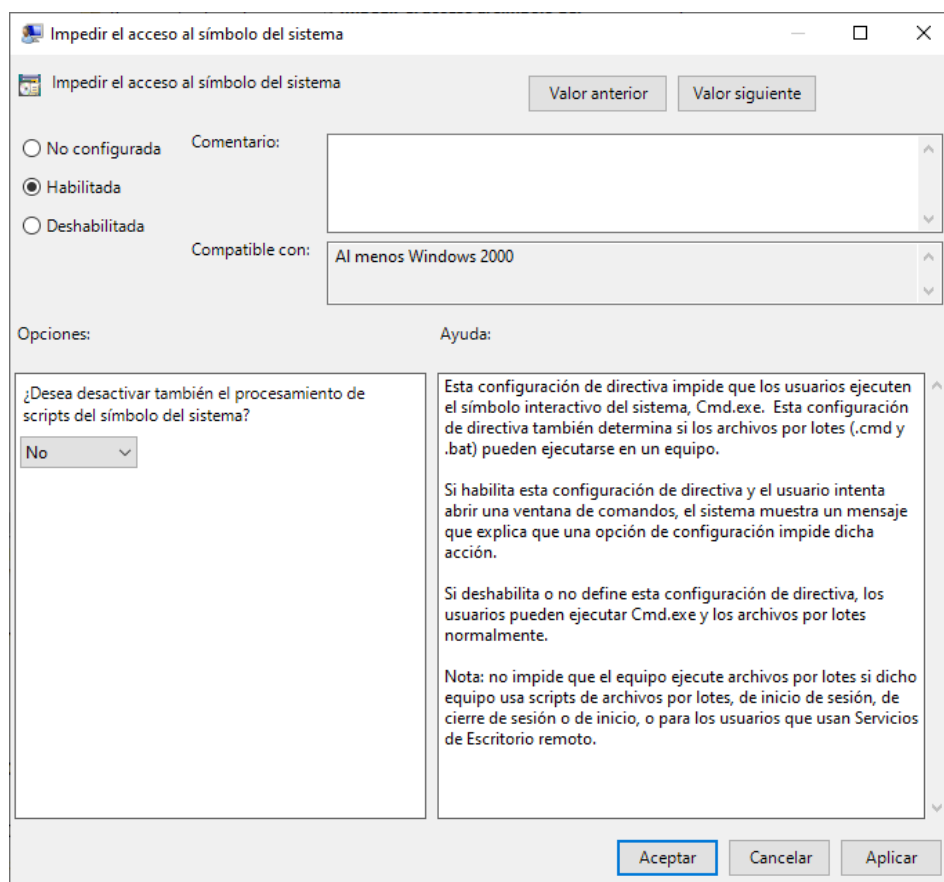 Impedir el acceso al símbolo del sistema
Impedir el acceso al símbolo del sistema
Valor anterior
Valor siguiente
No configurada
Comentario:
Habilitada
Deshabilitada
Compatible con:
Al menos Windows 2000
Opciones:
Ayuda:
¿Desea desactivar también el procesamiento de
scripts del símbolo del sistema?
No
Esta configuración de directiva impide que los usuarios ejecuten
el símbolo interactivo del sistema, Cmd.exe.  Esta configuración
de directiva también determina si los archivos por lotes (.cmd y
.bat) pueden ejecutarse en un equipo.
Si habilita esta configuración de directiva y el usuario intenta
abrir una ventana de comandos, el sistema muestra un mensaje
que explica que una opción de configuración impide dicha
acción.
Si deshabilita o no define esta configuración de directiva, los
usuarios pueden ejecutar Cmd.exe y los archivos por lotes
normalmente.
Nota: no impide que el equipo ejecute archivos por lotes si dicho
equipo usa scripts de archivos por lotes, de inicio de sesión, de
cierre de sesión o de inicio, o para los usuarios que usan Servicios
de Escritorio remoto.
Aceptar
Cancelar
Aplicar